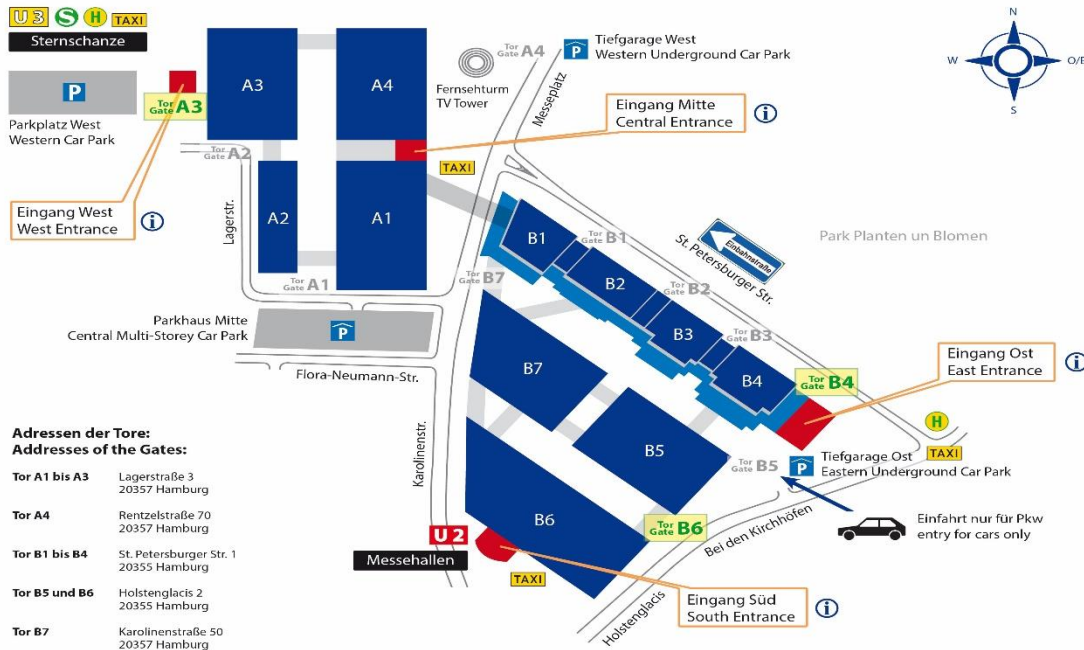 U3 S H TAXI
Sternschanze
P
Parkplatz West
Western Car Park
Tor
Gate A3
A3
A4
Tor
Gate A4
Fernsehturm
TV Tower
P
Tiefgarage West
Western Underground Car Park
Messeplatz
Eingang Mitte
Central Entrance
i
N
W
O/E
S
Tor
Gate A2
TAXI
Eingang West
West Entrance
i
Lagerstr.
A2
A1
Tor
Gate A1
B1
Tor
Gate B1
Einbahnstraße
St. Petersburger Str.
Park Planten un Blomen
Tor
Gate B7
B2
Tor
Gate B2
B3
Tor
Gate B3
B4
Tor
Gate B4
Eingang Ost
East Entrance
i
Parkhaus Mitte
Central Multi-Storey Car Park
P
Flora-Neumann-Str.
B7
H
TAXI
Karolinenstr.
B5
Tor
Gate B5
P
Tiefgarage Ost
Eastern Underground Car Park
B6
Tor
Gate B6
Bei den Kirchhöfen
Einfahrt nur für Pkw
entry for cars only
U2
Messehallen
TAXI
Holstenglacis
Eingang Süd
South Entrance
i
Adressen der Tore:
Addresses of the Gates:
Tor A1 bis A3 Lagerstraße 3
20357 Hamburg
Tor A4 Rentzelstraße 70
20357 Hamburg
Tor B1 bis B4 St. Petersburger Str. 1
20355 Hamburg
Tor B5 und B6 Holstenglacis 2
20355 Hamburg
Tor B7 Karolinenstraße 50
20357 Hamburg